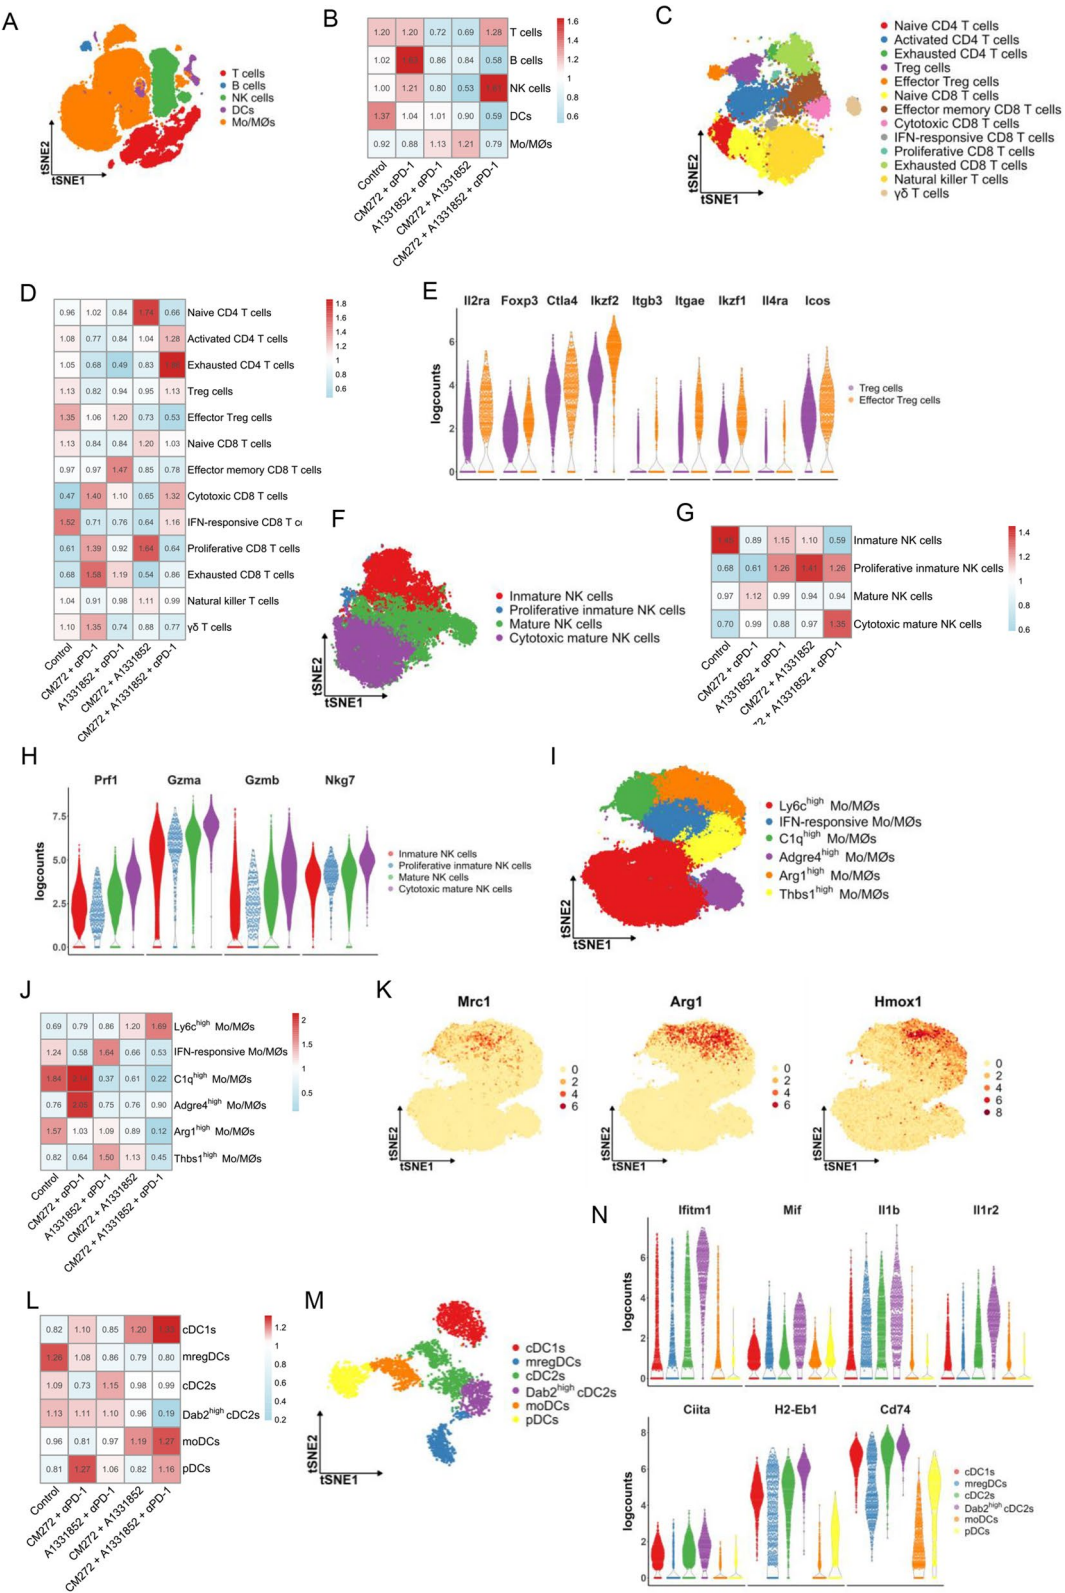 A
T cells
B cells
NK cells
DCs
Mo/MØs
tSNE2
tSNE1
B
1.20 1.20 0.72 0.69 1.28 T cells
1.02 0.86 0.84 0.58 B cells
1.00 1.21 0.80 0.53 NK cells
1.37 1.04 1.01 0.90 0.59 DCs
0.92 0.88 1.13 1.21 0.79 Mo/MØs
1.6
1.4
1.2
1
0.8
0.6
Control
CM272 + αPD-1
A1331852 + αPD-1
CM272 + A1331852
CM272 + A1331852 + αPD-1
C
Naive CD4 T cells
Activated CD4 T cells
Exhausted CD4 T cells
Treg cells
Effector Treg cells
Naive CD8 T cells
Effector memory CD8 T cells
Cytotoxic CD8 T cells
IFN-responsive CD8 T cells
Proliferative CD8 T cells
Exhausted CD8 T cells
Natural killer T cells
γδ T cells
tSNE2
tSNE1
D
0.96 1.02 0.84 1.74 0.66 Naive CD4 T cells
1.08 0.77 0.84 1.04 1.28 Activated CD4 T cells
1.05 0.68 0.49 0.83 Exhausted CD4 T cells
1.13 0.82 0.94 0.95 1.13 Treg cells
1.35 1.06 1.20 0.73 0.53 Effector Treg cells
1.13 0.84 0.84 1.20 1.03 Naive CD8 T cells
0.97 0.97 1.47 0.85 0.78 Effector memory CD8 T cells
0.47 1.40 1.10 0.65 1.32 Cytotoxic CD8 T cells
1.52 0.71 0.76 0.64 1.16 IFN-responsive CD8 T ce
0.61 1.39 0.92 1.64 0.64 Proliferative CD8 T cells
0.68 1.58 1.19 0.54 0.86 Exhausted CD8 T cells
1.04 0.91 0.98 1.11 0.99 Natural killer T cells
1.10 1.35 0.74 0.88 0.77 γδ T cells
1.8
1.6
1.4
1.2
1
0.8
0.6
Control
CM272 + αPD-1
A1331852 + αPD-1
CM272 + A1331852
CM272 + A1331852 + αPD-1
E
Il2ra Foxp3 Ctla4 Ikzf2 Itgb3 Itgae Ikzf1 Il4ra Icos
logcounts
6
4
2
0
Treg cells
Effector Treg cells
F
Inmature NK cells
Proliferative inmature NK cells
Mature NK cells
Cytotoxic mature NK cells
tSNE2
tSNE1
G
0.89 1.15 1.10 0.59 Inmature NK cells
0.68 0.61 1.26 1.41 1.26 Proliferative inmature NK cells
0.97 1.12 0.99 0.94 0.94 Mature NK cells
0.70 0.99 0.88 0.97 1.35 Cytotoxic mature NK cells
1.4
1.2
1
0.8
0.6
Control
CM272 + αPD-1
A1331852 + αPD-1
CM272 + A1331852
72 + A1331852 + αPD-1
H
Prf1 Gzma Gzmb Nkg7
logcounts
7.5
5.0
2.5
0.0
Inmature NK cells
Proliferative inmature NK cells
Mature NK cells
Cytotoxic mature NK cells
I
Ly6chigh Mo/MØs
IFN-responsive Mo/MØs
C1qhigh Mo/MØs
Adgre4high Mo/MØs
Arg1high Mo/MØs
Thbs1high Mo/MØs
tSNE2
tSNE1
J
0.69 0.79 0.86 1.20 1.69 Ly6chigh Mo/MØs
1.24 0.58 1.64 0.66 0.53 IFN-responsive Mo/MØs
1.84 0.37 0.61 0.22 C1qhigh Mo/MØs
0.76 0.75 0.76 0.90 Adgre4high Mo/MØs
1.57 1.03 1.09 0.89 0.12 Arg1high Mo/MØs
0.82 0.64 1.50 1.13 0.45 Thbs1high Mo/MØs
2
1.5
1
0.5
Control
CM272 + αPD-1
A1331852 + αPD-1
CM272 + A1331852
CM272 + A1331852 + αPD-1
K
Mrc1
0
2
4
6
tSNE2
tSNE1
Arg1
0
2
4
6
tSNE2
tSNE1
Hmox1
0
2
4
6
8
tSNE2
tSNE1
L
0.82 1.10 0.85 1.20 cDC1s
1.26 1.08 0.86 0.79 0.80 mregDCs
1.09 0.73 1.15 0.98 0.99 cDC2s
1.13 1.11 1.10 0.96 0.19 Dab2high cDC2s
0.96 0.81 0.97 1.19 1.27 moDCs
0.81 1.27 1.06 0.82 1.16 pDCs
1.2
1
0.8
0.6
0.4
0.2
Control
CM272 + αPD-1
A1331852 + αPD-1
CM272 + A1331852
CM272 + A1331852 + αPD-1
M
cDC1s
mregDCs
cDC2s
Dab2high cDC2s
moDCs
pDCs
tSNE2
tSNE1
N
Ifitm1 Mif Il1b Il1r2
logcounts
6
4
2
0
Ciita H2-Eb1 Cd74
logcounts
8
6
4
2
0
cDC1s
mregDCs
cDC2s
Dab2high cDC2s
moDCs
pDCs